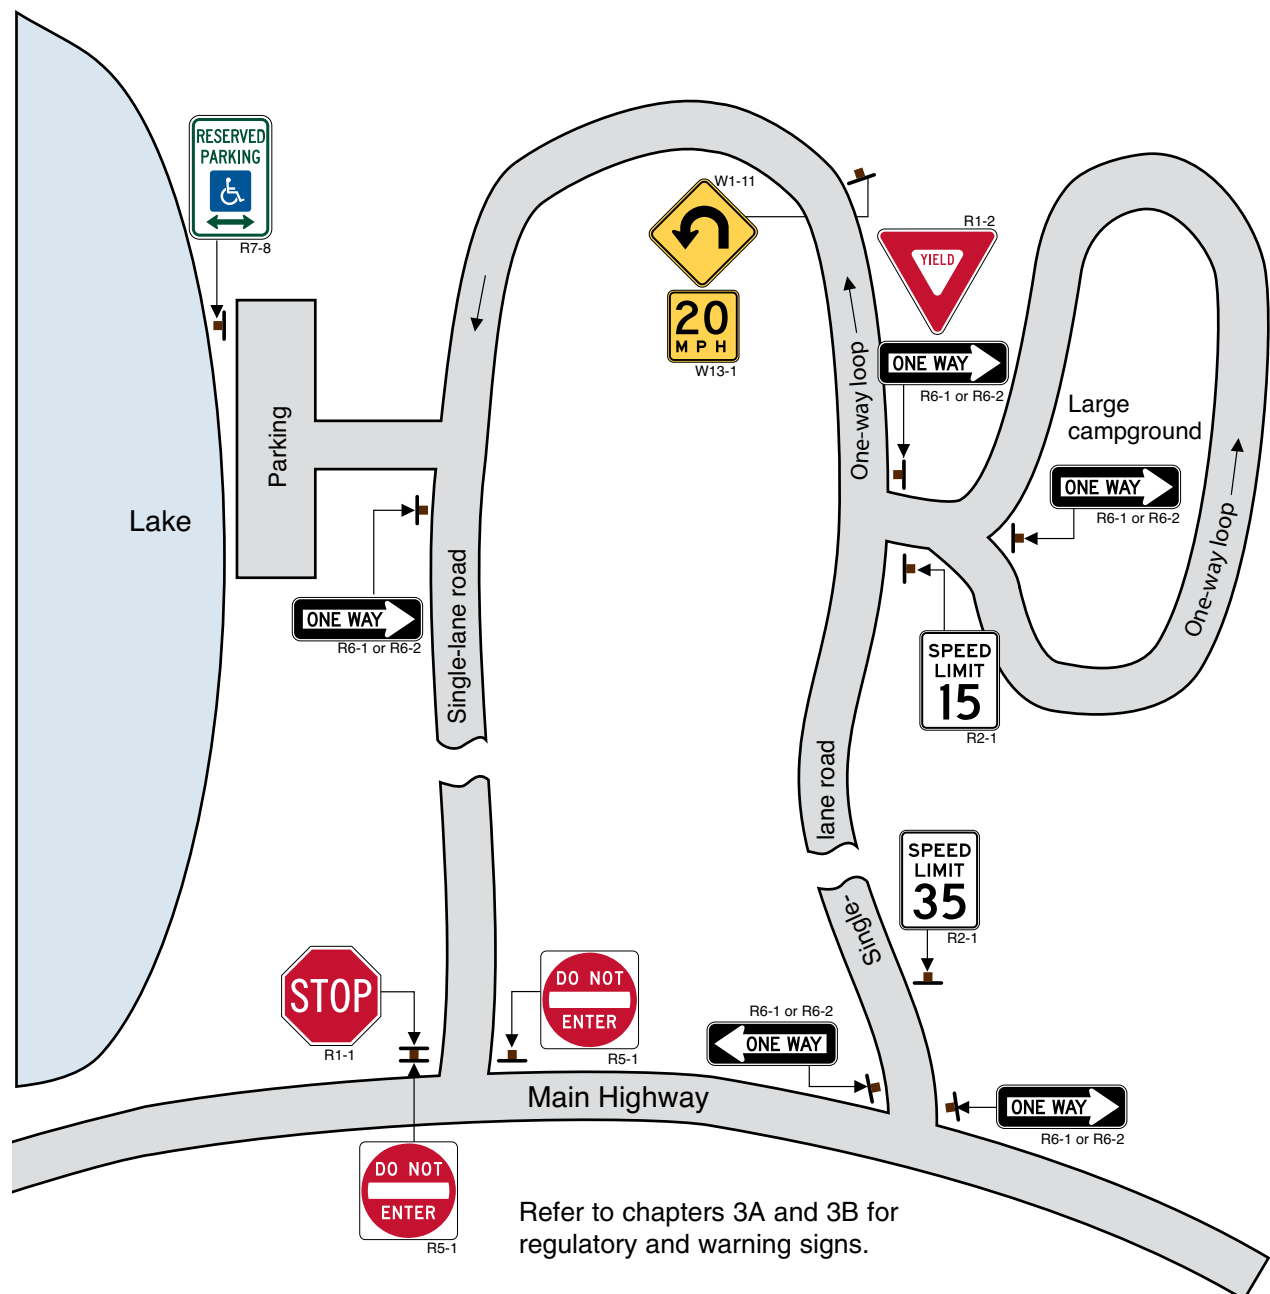 RESERVED
PARKING
R7-8
W1-11
20
MPH
W13-1
R1-2
YIELD
ONE WAY
R6-1 or R6-2
One-way loop
Large
campground
ONE WAY
R6-1 or R6-2
One-way loop
Parking
Lake
ONE WAY
R6-1 or R6-2
Single-lane road
SPEED
LIMIT
15
R2-1
lane road
Single-
SPEED
LIMIT
35
R2-1
STOP
R1-1
DO NOT
ENTER
R5-1
R6-1 or R6-2
ONE WAY
ONE WAY
R6-1 or R6-2
Main Highway
DO NOT
ENTER
R5-1
Refer to chapters 3A and 3B for
regulatory and warning signs.